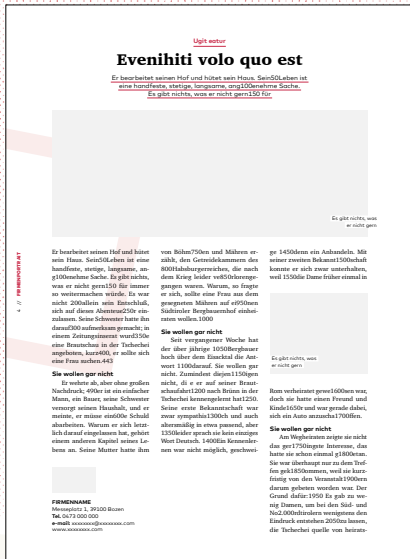 Ugit eatur
Evenihiti volo quo est
Er bearbeitet seinen Hof und hütet sein Haus. Sein50Leben ist
eine handfeste, stetige, langsame, ang100enehme Sache.
Es gibt nichts, was er nicht gern150 für
Es gibt nichts, was
er nicht gern
4 // FIRMENPORTRAIT
Er bearbeitet seinen Hof und hütet
sein Haus. Sein50Leben ist eine
handfeste, stetige, langsame, an-
g100enehme Sache. Es gibt nichts,
was er nicht gern150 für immer
so weitermachen würde. Es war
nicht 200allein sein Entschluß,
sich auf dieses Abenteuer250r ein-
zulassen. Seine Schwester hatte ihn
darauf300 aufmerksam gemacht; in
einem Zeitungsinserat wurd350e
eine Brautschau in der Tschechei
angeboten, kurz400, er sollte sich
eine Frau suchen.443
Sie wollen gar nicht
Er wehrte ab, aber ohne großen
Nachdruck; 490er ist ein einfacher
Mann, ein Bauer, seine Schwester
versorgt seinen Haushalt, und er
meinte, er müsse ein600e Schuld
abarbeiten. Warum er sich letzt-
lich darauf eingelassen hat, gehört
einem anderen Kapitel seines Le-
bens an. Seine Mutter hatte ihm
FIRMENNAME
Messeplatz 1, 39100 Bozen
Tel. 0473 000 000
e-mail: xxxxxxxx@xxxxxxxx.com
www.xxxxxxxx.com
von Böhm750en und Mähren er-
zählt, den Getreidekammern des
800Habsburgerreiches, die nach
dem Krieg leider ve850rlorenge-
gangen waren. Warum, so fragte
er sich, sollte eine Frau aus dem
gesegneten Mähren auf ei950nen
Südtiroler Bergbauernhof einhei-
raten wollen.1000
Sie wollen gar nicht
Seit vergangener Woche hat
der über jährige 1050Bergbauer
hoch über dem Eisacktal die Ant-
wort 1100darauf. Sie wollen gar
nicht. Zumindest diejen1150igen
nicht, di e er auf seiner Braut-
schaufahrt1200 nach Brünn in der
Tschechei kennengelernt hat1250.
Seine erste Bekanntschaft war
zwar sympathis1300ch und auch
altersmäßig in etwa passend, aber
1350leider sprach sie kein einziges
Wort Deutsch. 1400Ein Kennenler-
nen war nicht möglich, geschwei-
ge 1450denn ein Anbandeln. Mit
seiner zweiten Bekannt1500schaft
konnte er sich zwar unterhalten,
weil 1550die Dame früher einmal in
Es gibt nichts, was
er nicht gern
Rom verheiratet gewe1600sen war,
doch sie hatte einen Freund und
Kinde1650r und war gerade dabei,
sich ein Auto anzuscha1700ffen.
Sie wollen gar nicht
Am Wegheiraten zeigte sie nicht
das ger1750ingste Interesse, das
hatte sie schon einmal g1800etan.
Sie war überhaupt nur zu dem Tref-
fen gek1850ommen, weil sie kurz-
fristig von den Veranstalt1900ern
darum gebeten worden war. Der
Grund dafür:1950 Es gab zu we-
nig Damen, um bei den Süd- und
No2.000rdtirolern wenigstens den
Eindruck entstehen 2050zu lassen,
die Tschechei quelle von heirats-